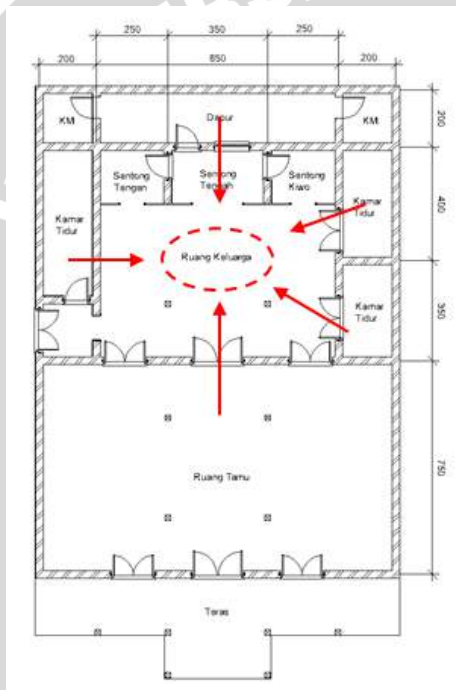 250 350 250
200 850 200
KM
Dapur
KM
200
Sentong
Tengan
Sentong
Tengah
Sentong
Kiwo
Kamar
Tidur
Kamar
Tidur
400
Ruang Keluarga
Kamar
Tidur
350
Ruang Tamu
750
Teras